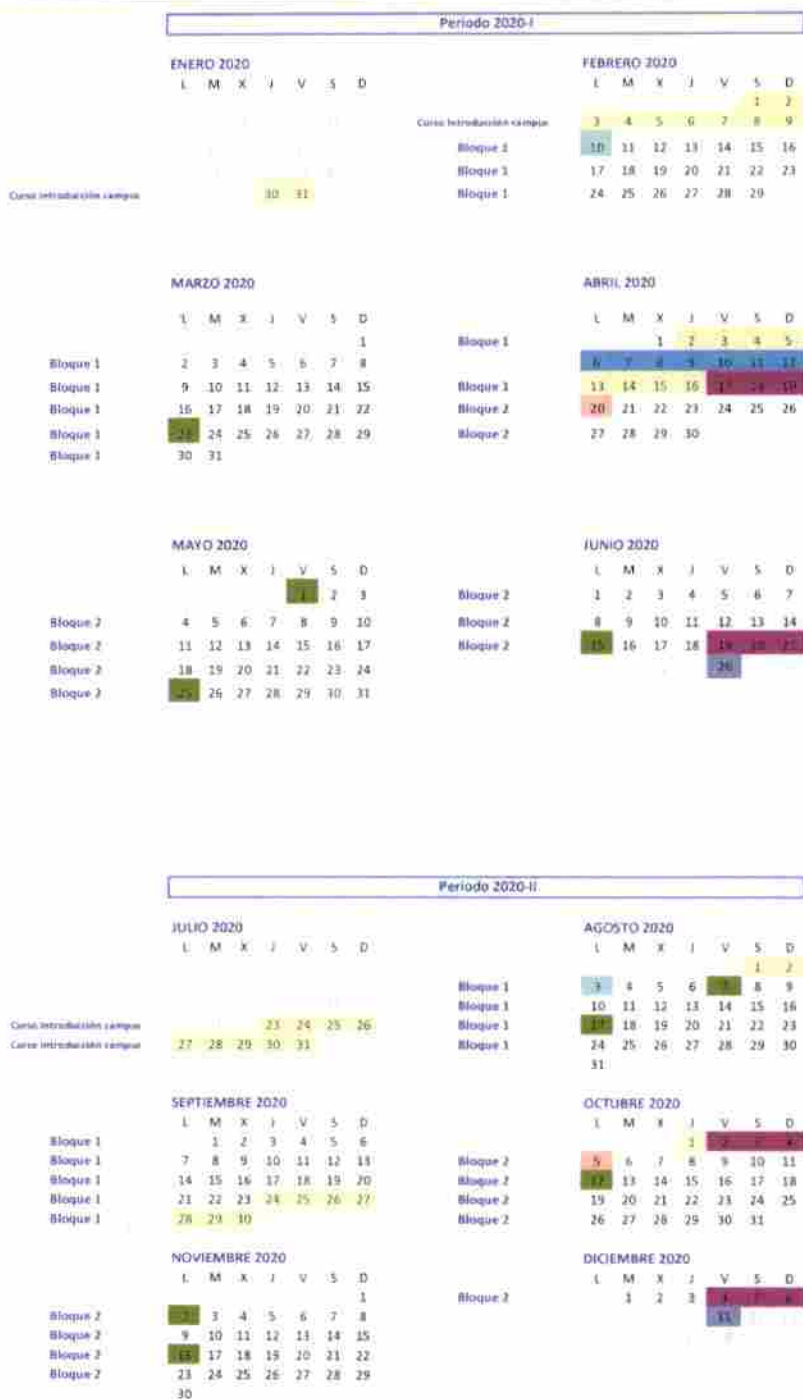 Periodo 2020-I
ENERO 2020
L M X J V S D
Curso introducción campus 30 31
FEBRERO 2020
L M X J V S D
1 2
Curso introducción campus 3 4 5 6 7 8 9
Bloque 1 10 11 12 13 14 15 16
Bloque 1 17 18 19 20 21 22 23
Bloque 1 24 25 26 27 28 29
MARZO 2020
L M X J V S D
1
Bloque 1 2 3 4 5 6 7 8
Bloque 1 9 10 11 12 13 14 15
Bloque 1 16 17 18 19 20 21 22
Bloque 1 23 24 25 26 27 28 29
Bloque 1 30 31
ABRIL 2020
L M X J V S D
Bloque 1 1 2 3 4 5
6 7 8 9 10 11 12
Bloque 1 13 14 15 16 17 18 19
Bloque 2 20 21 22 23 24 25 26
Bloque 2 27 28 29 30
MAYO 2020
L M X J V S D
1 2 3
Bloque 2 4 5 6 7 8 9 10
Bloque 2 11 12 13 14 15 16 17
Bloque 2 18 19 20 21 22 23 24
Bloque 2 25 26 27 28 29 30 31
JUNIO 2020
L M X J V S D
Bloque 2 1 2 3 4 5 6 7
Bloque 2 8 9 10 11 12 13 14
Bloque 2 15 16 17 18 19 20 21
26
Periodo 2020-II
JULIO 2020
L M X J V S D
Curso introducción campus 23 24 25 26
Curso introducción campus 27 28 29 30 31
AGOSTO 2020
L M X J V S D
1 2
Bloque 1 3 4 5 6 7 8 9
Bloque 1 10 11 12 13 14 15 16
Bloque 1 17 18 19 20 21 22 23
Bloque 1 24 25 26 27 28 29 30
31
SEPTIEMBRE 2020
L M X J V S D
Bloque 1 1 2 3 4 5 6
Bloque 1 7 8 9 10 11 12 13
Bloque 1 14 15 16 17 18 19 20
Bloque 1 21 22 23 24 25 26 27
Bloque 1 28 29 30
OCTUBRE 2020
L M X J V S D
1 2 3 4
Bloque 2 5 6 7 8 9 10 11
Bloque 2 12 13 14 15 16 17 18
Bloque 2 19 20 21 22 23 24 25
Bloque 2 26 27 28 29 30 31
NOVIEMBRE 2020
L M X J V S D
1
Bloque 2 2 3 4 5 6 7 8
Bloque 2 9 10 11 12 13 14 15
Bloque 2 16 17 18 19 20 21 22
Bloque 2 23 24 25 26 27 28 29
30
DICIEMBRE 2020
L M X J V S D
Bloque 2 1 2 3 4 5 6
11